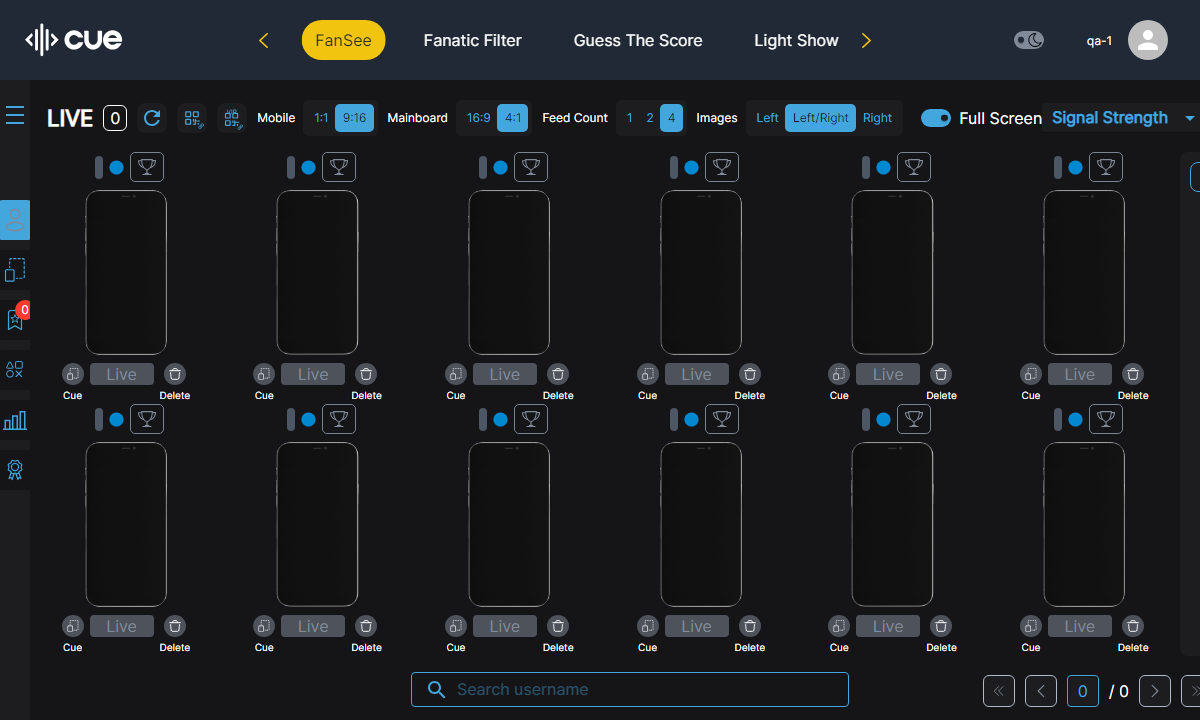 cue
FanSee
Fanatic Filter
Guess The Score
Light Show
qa-1
LIVE 0
VIP
Mobile 1:1 9:16
Mainboard 16:9 4:1
Feed Count 1 2 4
Images Left Left/Right Right
Full Screen
Signal Strength
0
Live Live Live Live Live Live
Cue Delete Cue Delete Cue Delete Cue Delete Cue Delete Cue Delete
Live Live Live Live Live Live
Cue Delete Cue Delete Cue Delete Cue Delete Cue Delete Cue Delete
Search username
0 / 0